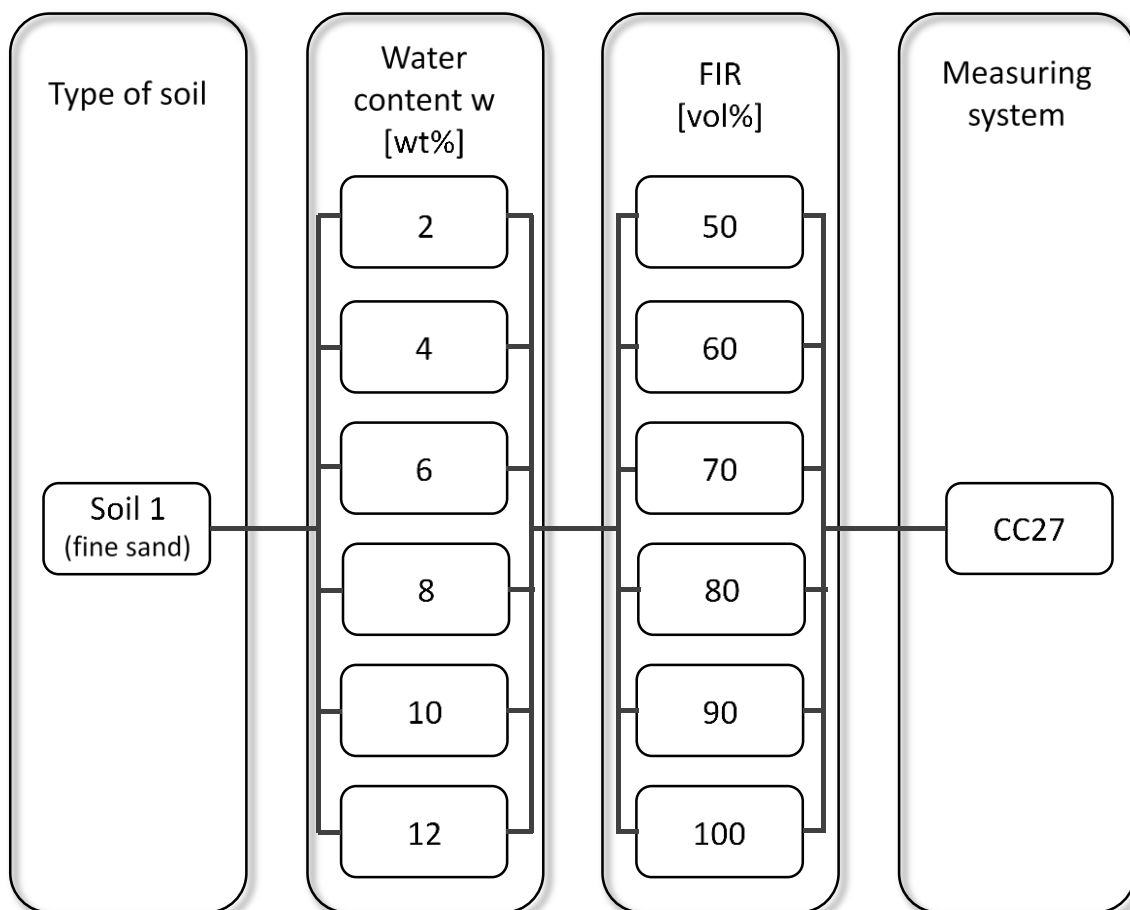 Type of soil
Soil 1
(fine sand)
Water
content w
[wt%]
2
4
6
8
10
12
FIR
[vol%]
50
60
70
80
90
100
Measuring
system
CC27